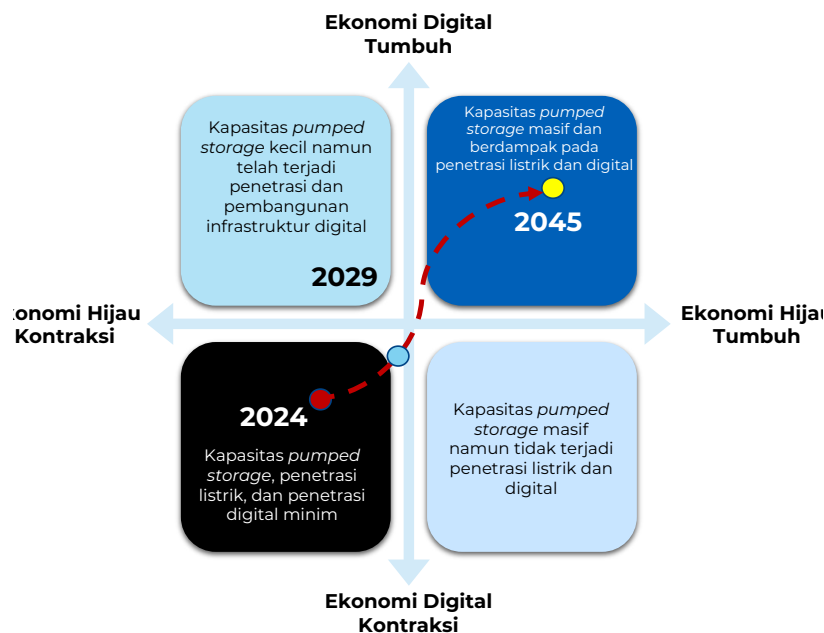 Ekonomi Digital
Tumbuh
Kapasitas pumped
storage kecil namun
telah terjadi
penetrasi dan
pembangunan
infrastruktur digital
2029
Kapasitas pumped
storage masif dan
berdampak pada
penetrasi listrik dan digital
2045
konomi Hijau
Kontraksi
Ekonomi Hijau
Tumbuh
2024
Kapasitas pumped
storage, penetrasi
listrik, dan penetrasi
digital minim
Kapasitas pumped
storage masif
namun tidak terjadi
penetrasi listrik dan
digital
Ekonomi Digital
Kontraksi